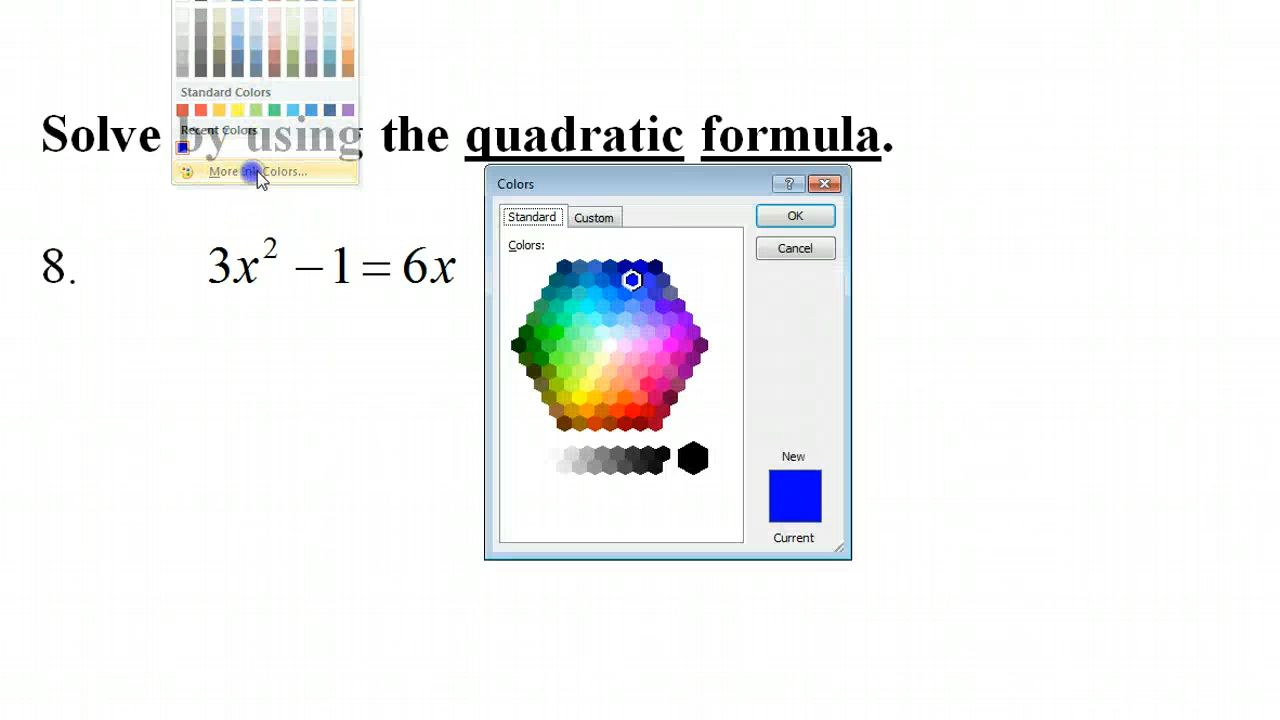 Standard Colors
Solve by using the quadratic formula.
Recent Colors
More Ink Colors...
Colors
Standard Custom
OK
Colors:
Cancel
8. 3x² − 1 = 6x
New
Current